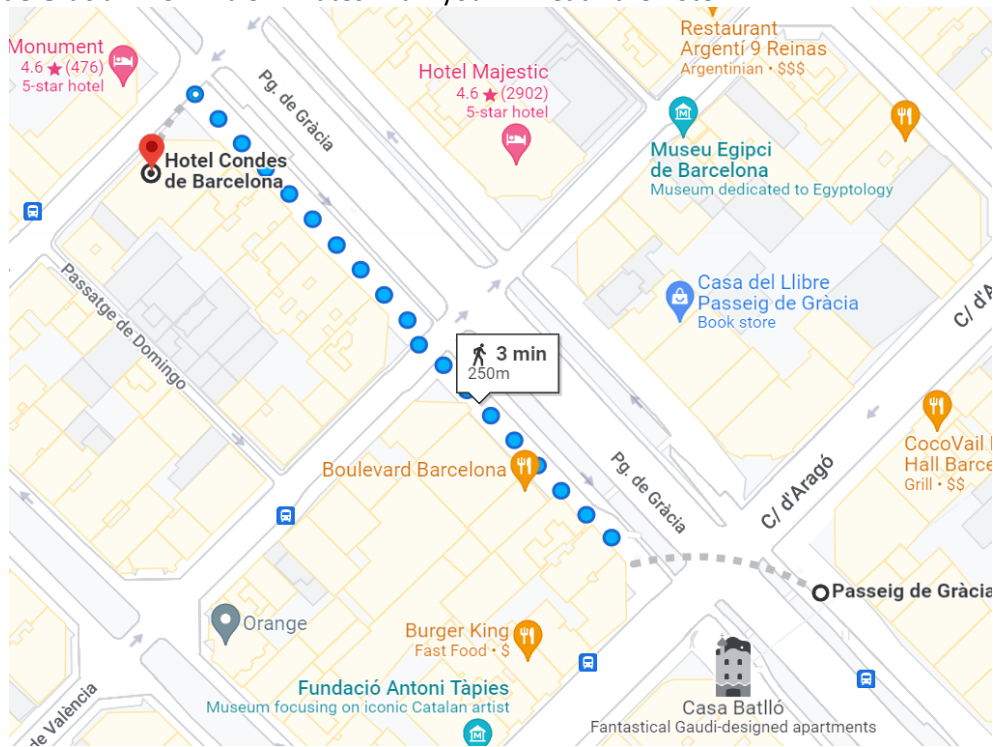 Monument
4.6 ★ (476)
5-star hotel
Pg. de Gràcia
Hotel Majestic
4.6 ★ (2902)
5-star hotel
Restaurant
Argentí 9 Reinas
Argentinian • $$$
Hotel Condes
de Barcelona
Museu Egipci
de Barcelona
Museum dedicated to Egyptology
Passatge de Domingo
Casa del Llibre
Passeig de Gràcia
Book store
C/ d'A
3 min
250m
Boulevard Barcelona
Pg. de Gràcia
C/ d'Aragó
CocoVail
Hall Barce
Grill • $$
Passeig de Gràcia
Orange
Burger King
Fast Food • $
Fundació Antoni Tàpies
Museum focusing on iconic Catalan artist
Casa Batlló
Fantastical Gaudi-designed apartments
de València